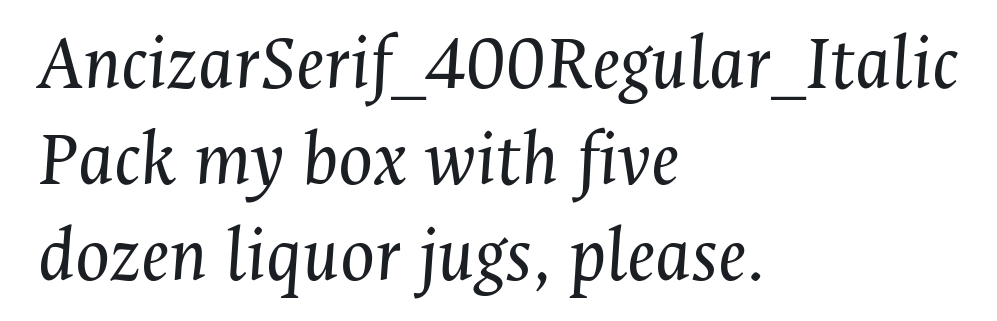 AncizarSerif_400Regular_Italic
Pack my box with five
dozen liquor jugs, please.